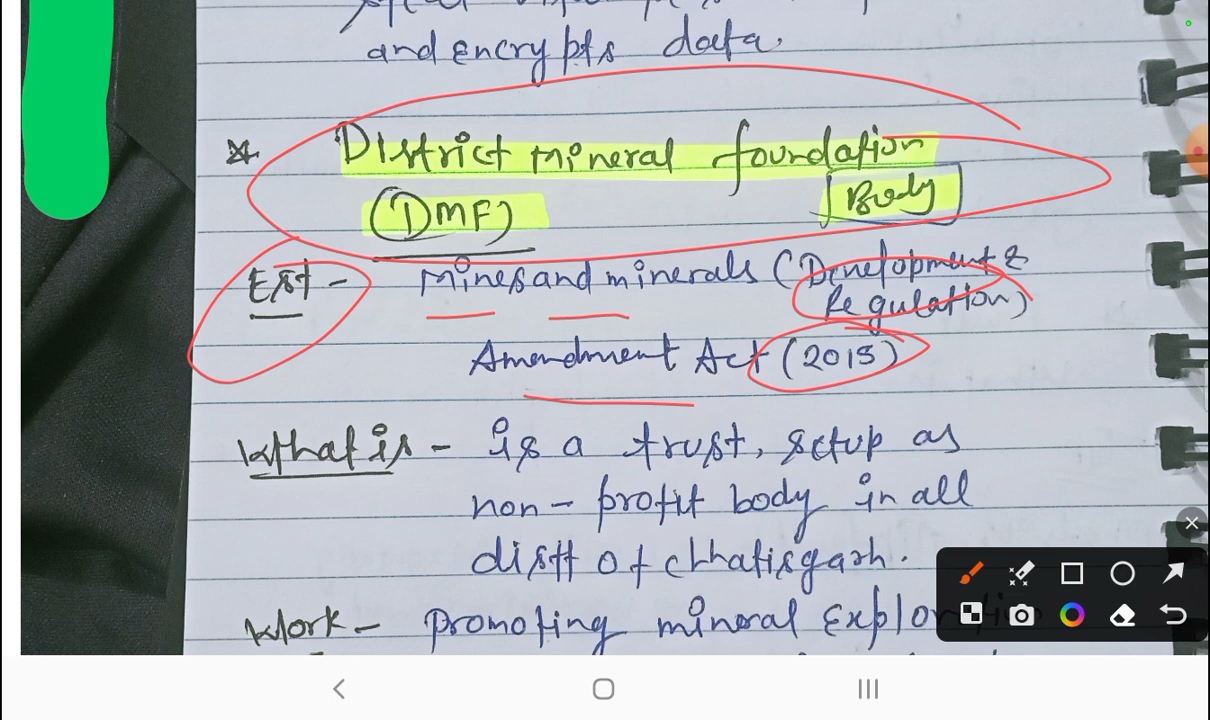 and encrypts data.
District Mineral foundation
(DMF) Body
Est - Mines and minerals (Development &
Regulation)
Amendment Act (2015)
What is - is a trust, setup as
non-profit body in all
distt of chhatisgarh.
Work - Promoting mineral